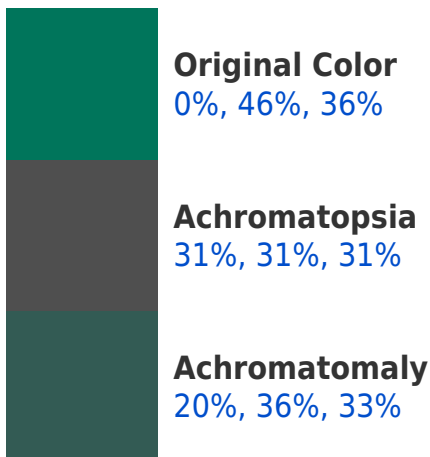 Original Color
0%, 46%, 36%
Achromatopsia
31%, 31%, 31%
Achromatomaly
20%, 36%, 33%